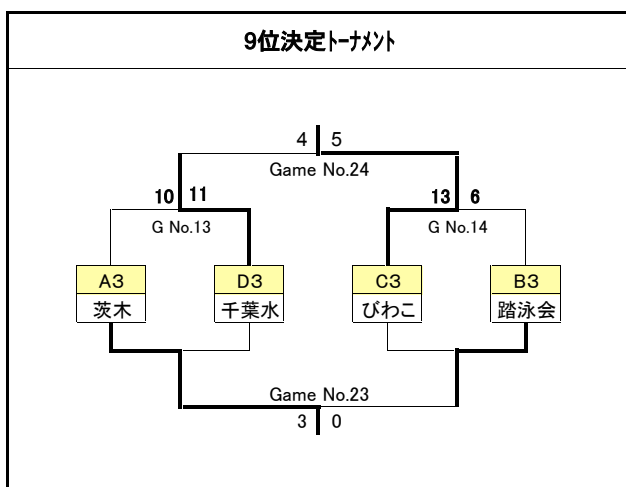 9位決定トーナメント
4 5
Game No.24
10 11 13 6
G No.13 G No.14
A3 D3 C3 B3
茨木 千葉水 びわこ 踏泳会
Game No.23
3 0